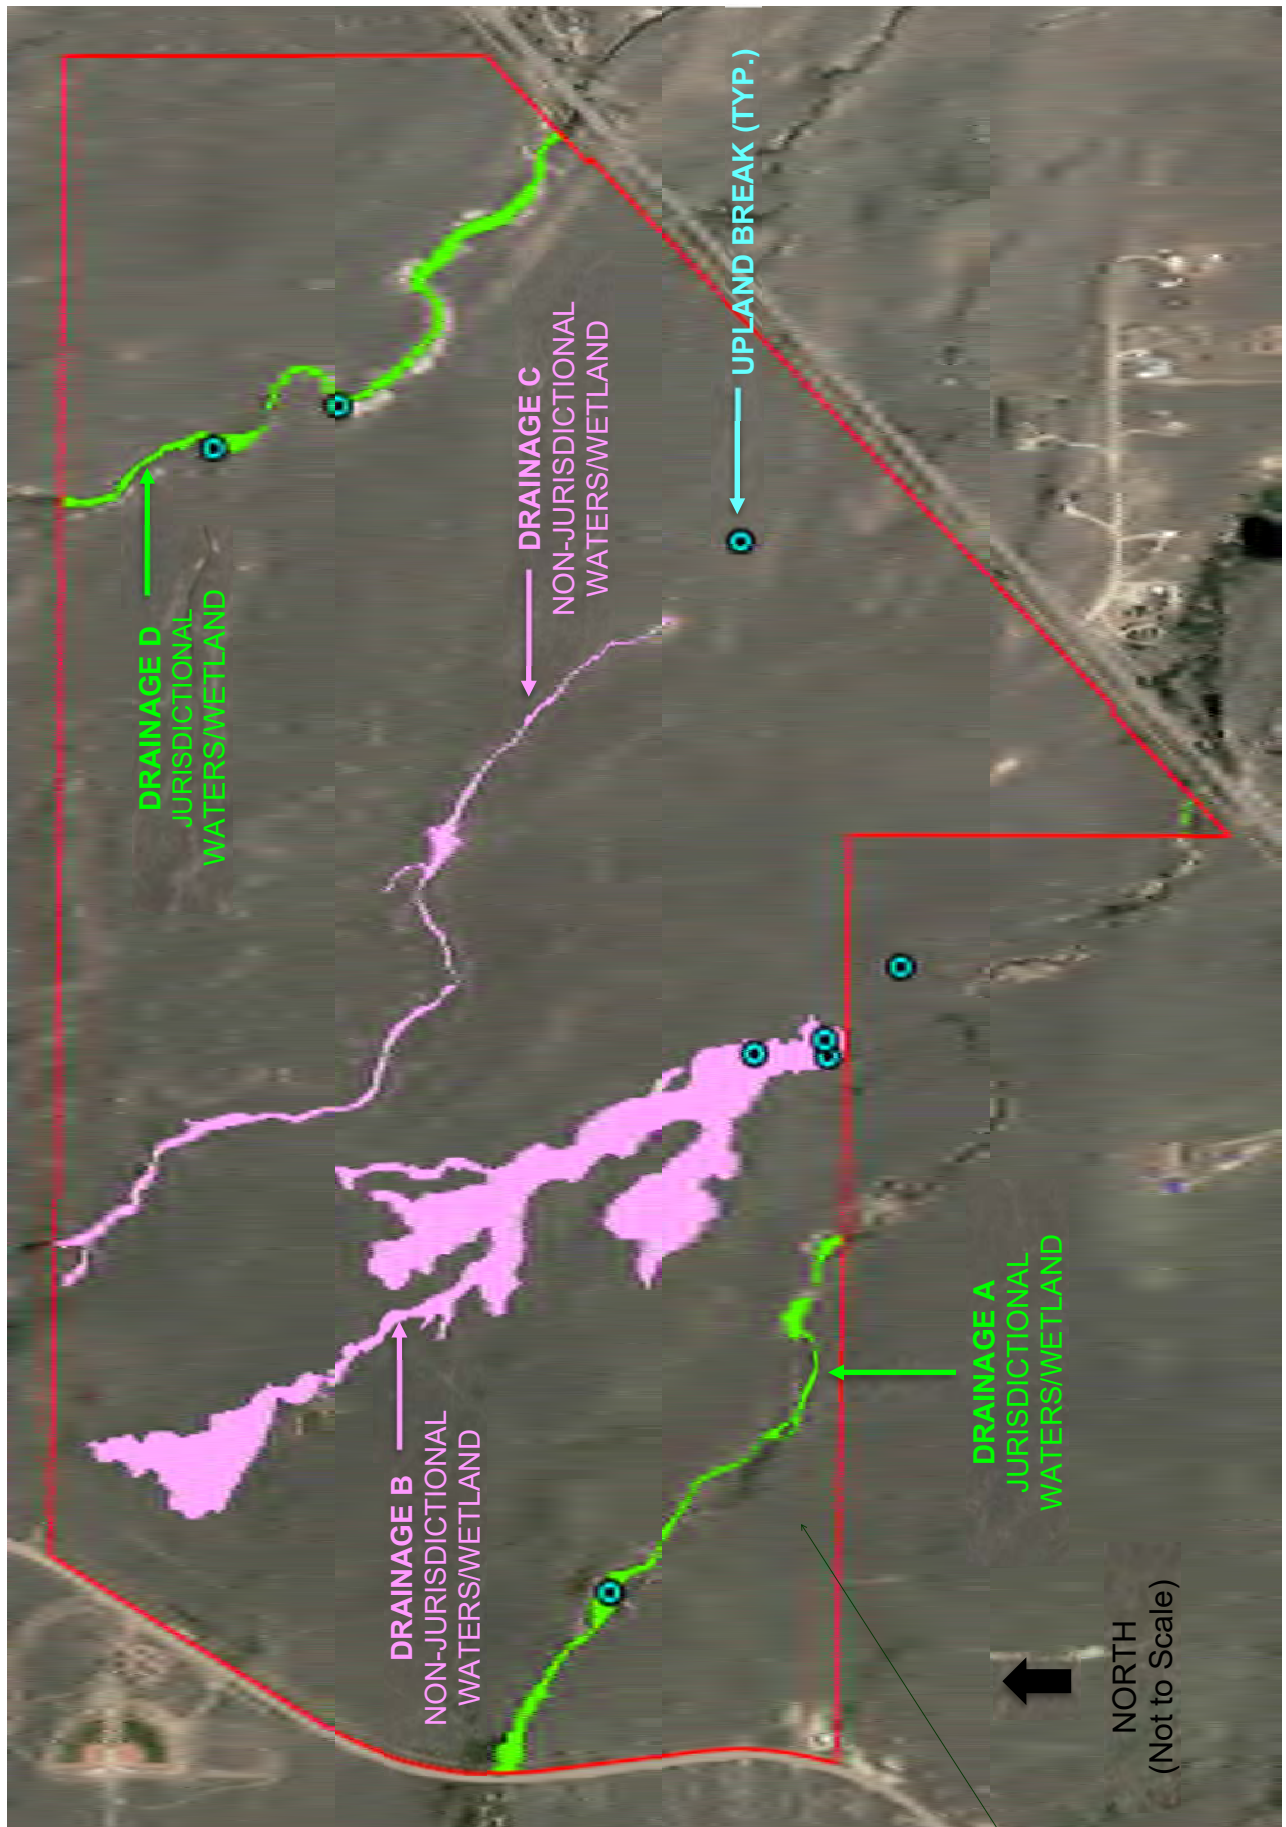 UPLAND BREAK (TYP.)
DRAINAGE C
NON-JURISDICTIONAL
WATERS/WETLAND
DRAINAGE D
JURISDICTIONAL
WATERS/WETLAND
DRAINAGE B
NON-JURISDICTIONAL
WATERS/WETLAND
DRAINAGE A
JURISDICTIONAL
WATERS/WETLAND
NORTH
(Not to Scale)